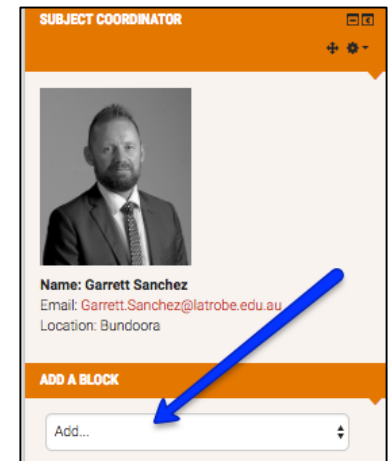 SUBJECT COORDINATOR
Name: Garrett Sanchez
Email: Garrett.Sanchez@latrobe.edu.au
Location: Bundoora
ADD A BLOCK
Add...